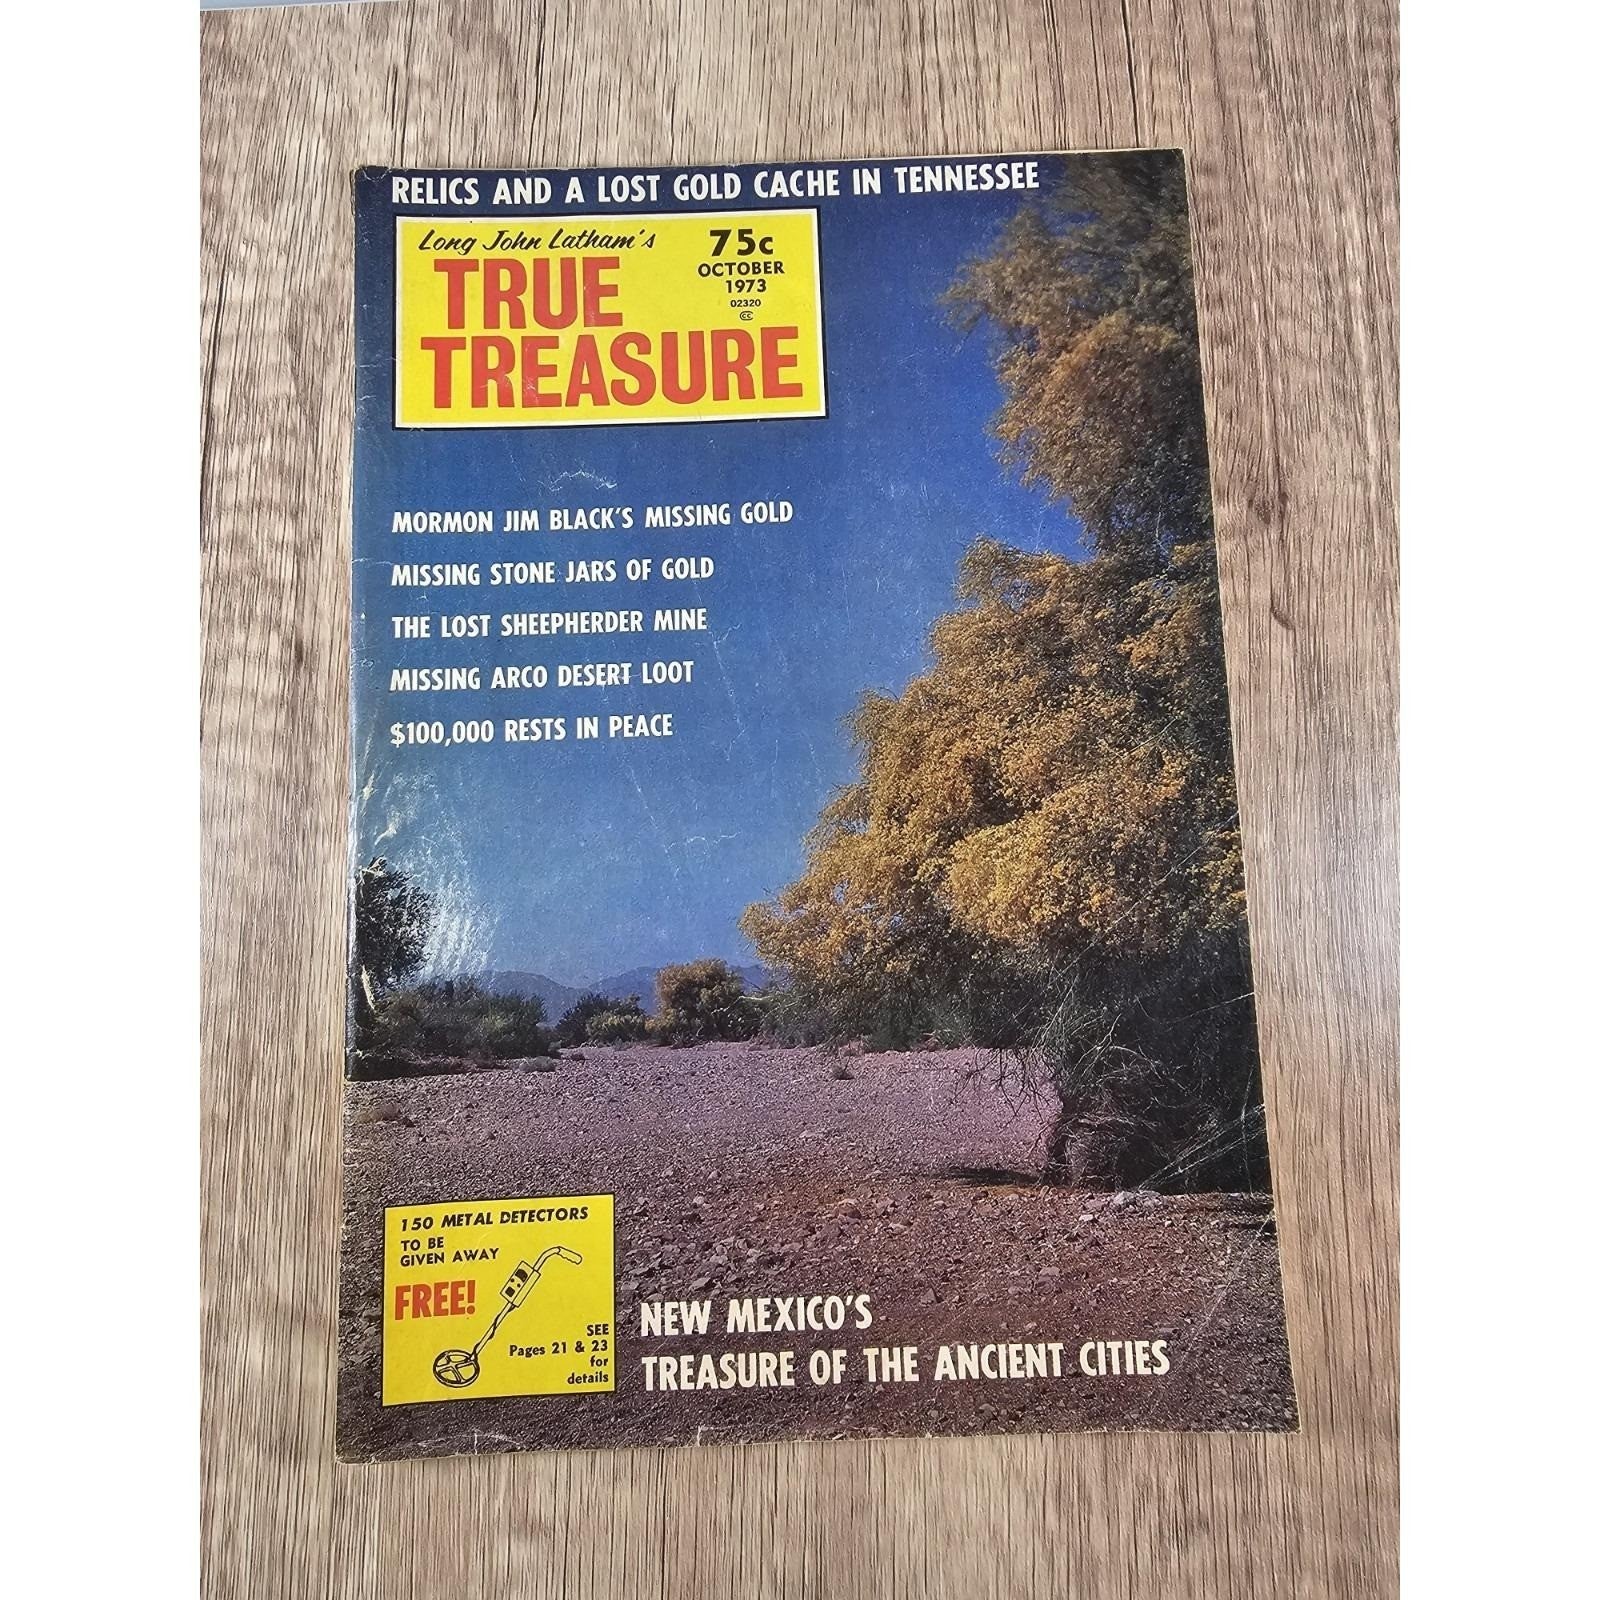 RELICS AND A LOST GOLD CACHE IN TENNESSEE
Long John Latham's
TRUE
TREASURE
75c
OCTOBER
1973
02320
CC
MORMON JIM BLACK'S MISSING GOLD
MISSING STONE JARS OF GOLD
THE LOST SHEEPHERDER MINE
MISSING ARCO DESERT LOOT
$100,000 RESTS IN PEACE
150 METAL DETECTORS
TO BE
GIVEN AWAY
FREE!
SEE
Pages 21 & 23
for
details
NEW MEXICO'S
TREASURE OF THE ANCIENT CITIES